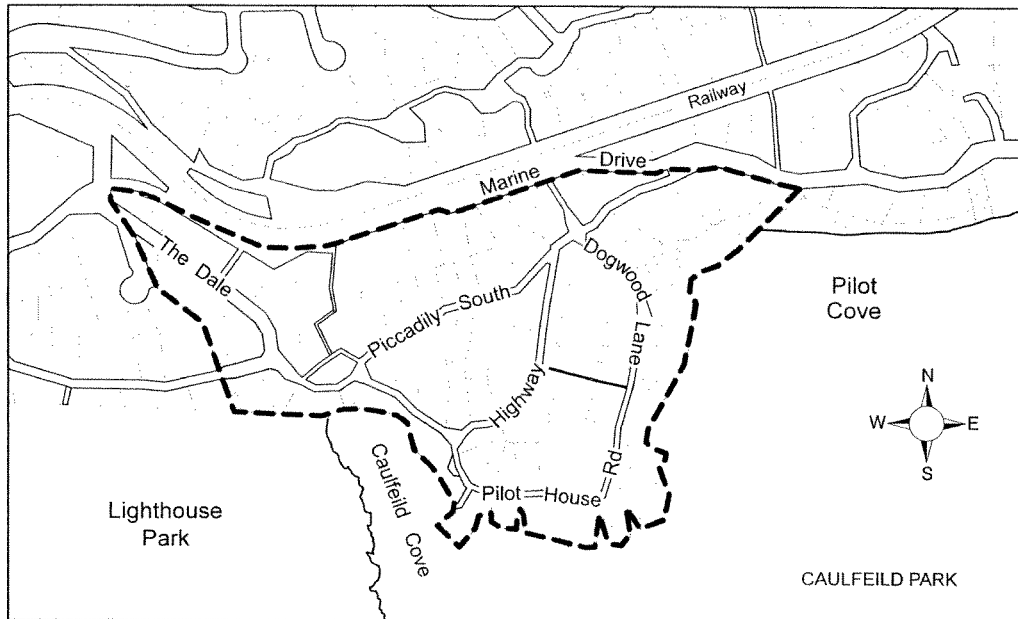 Railway
Marine Drive
The Dale
Dogwood Lane
Piccadilly South
Pilot
Cove
Highway
N
W E
S
Rd
Pilot House
Caulfeild Cove
Lighthouse
Park
CAULFEILD PARK